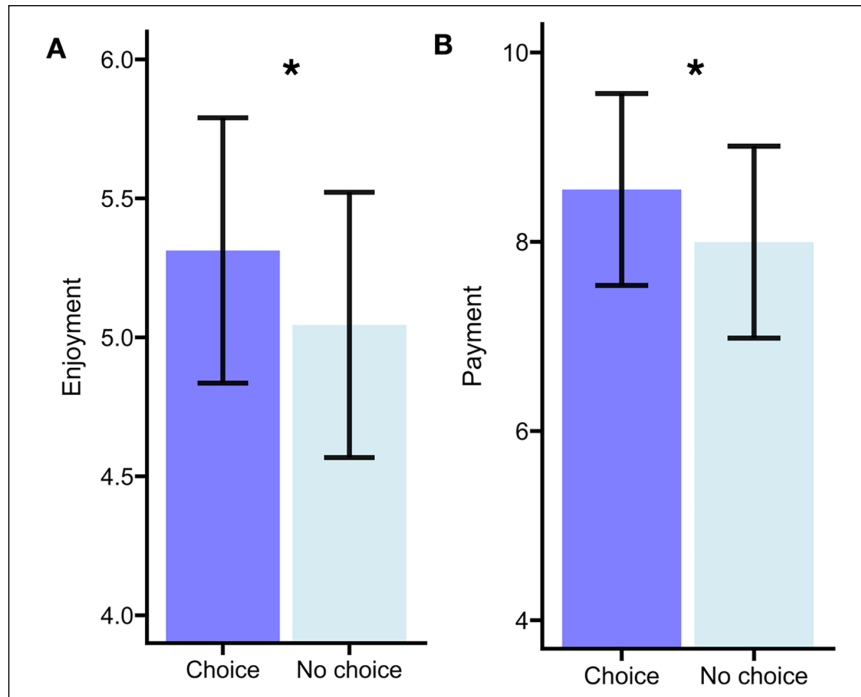 A
*
6.0
5.5
5.0
4.5
4.0
Enjoyment
Choice No choice
B
*
10
8
6
4
Payment
Choice No choice